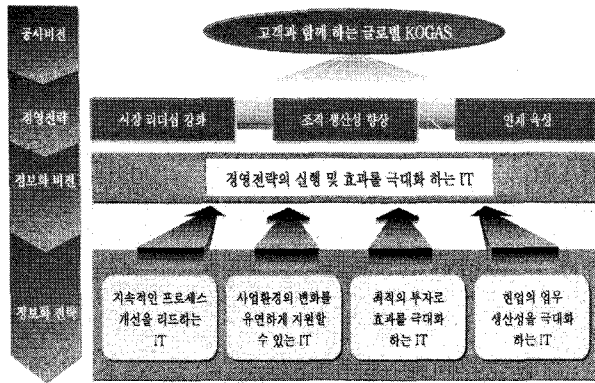 공사비전
고객과 함께 하는 글로벌 KOGAS
경영전략
시장 리더십 강화
조직 생산성 향상
인재 육성
정보화 비전
경영전략의 실행 및 효과를 극대화 하는 IT
정보화 전략
지속적인 프로세스
개선을 리드하는
IT
사업환경의 변화를
유연하게 지원할
수 있는 IT
최적의 투자로
효과를 극대화
하는 IT
현업의 업무
생산성을 극대화
하는 IT